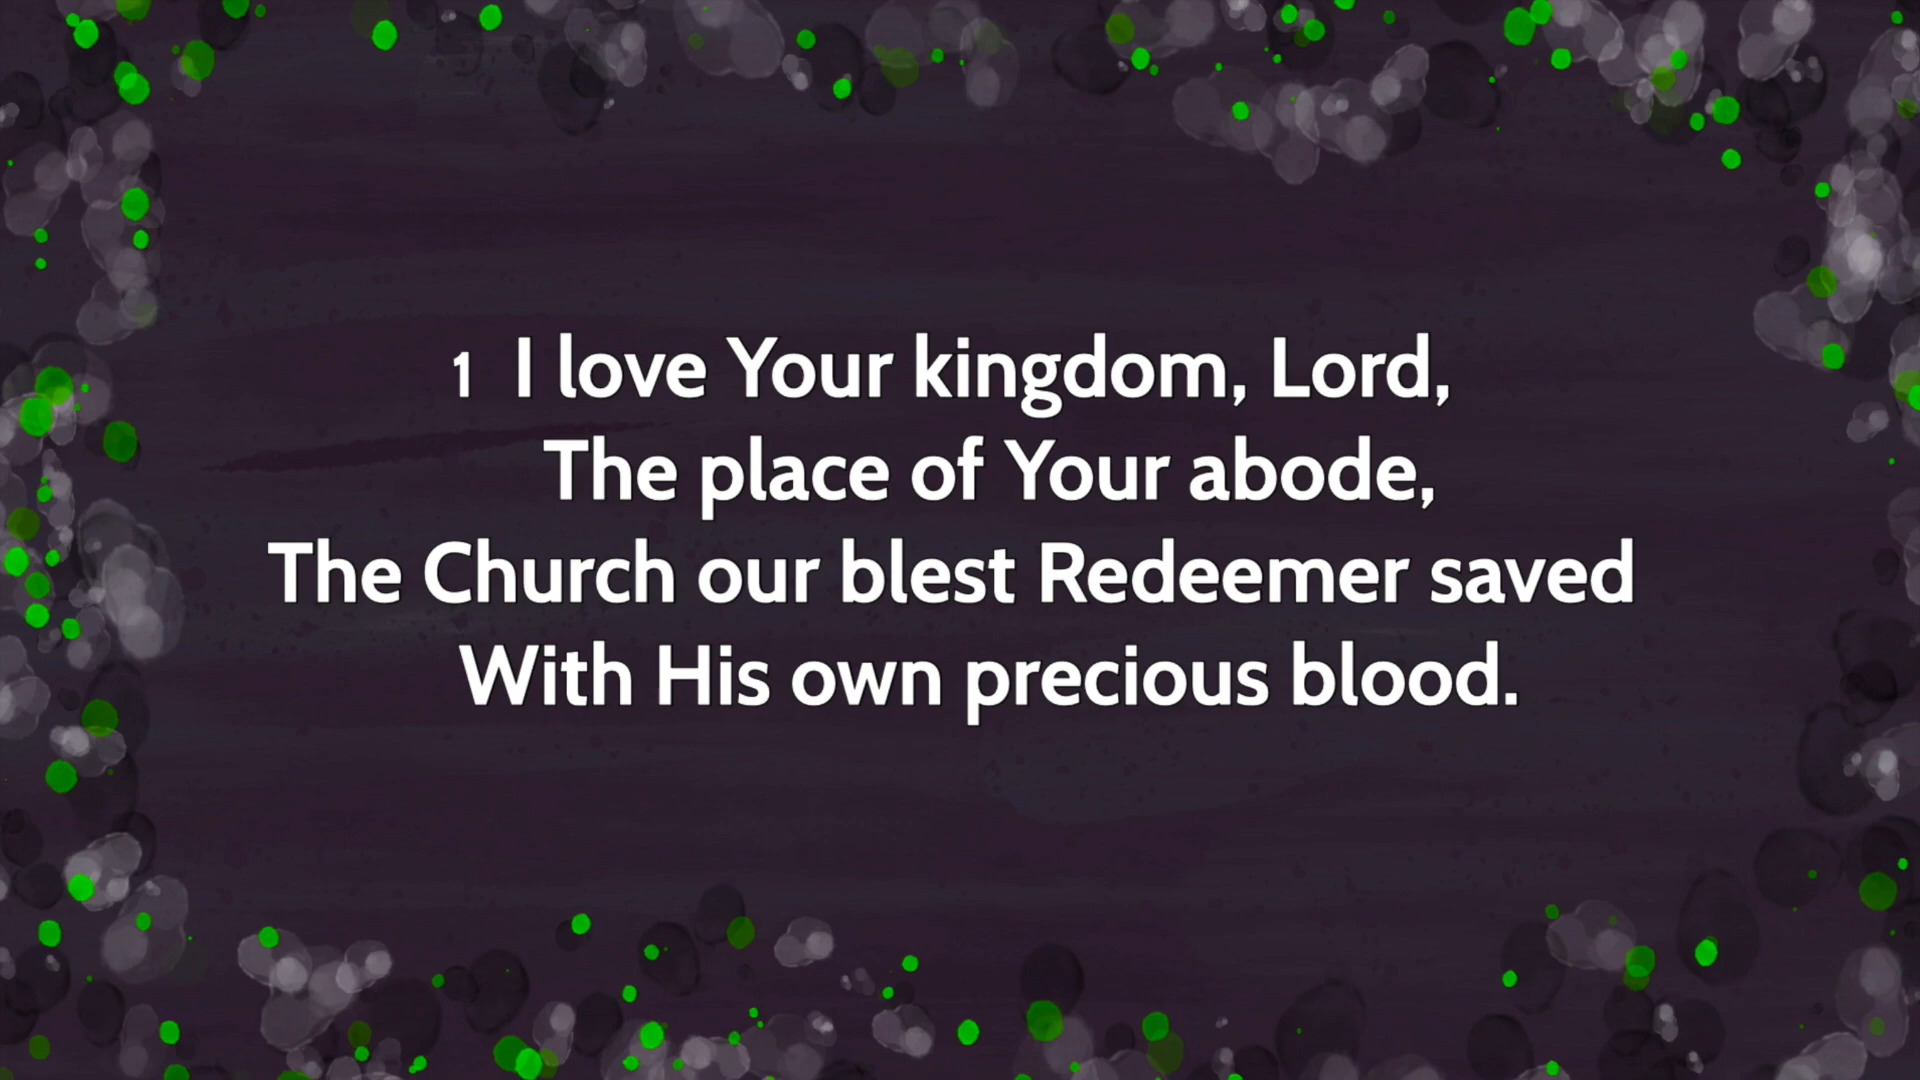 1 I love Your kingdom, Lord,
The place of Your abode,
The Church our blest Redeemer saved
With His own precious blood.